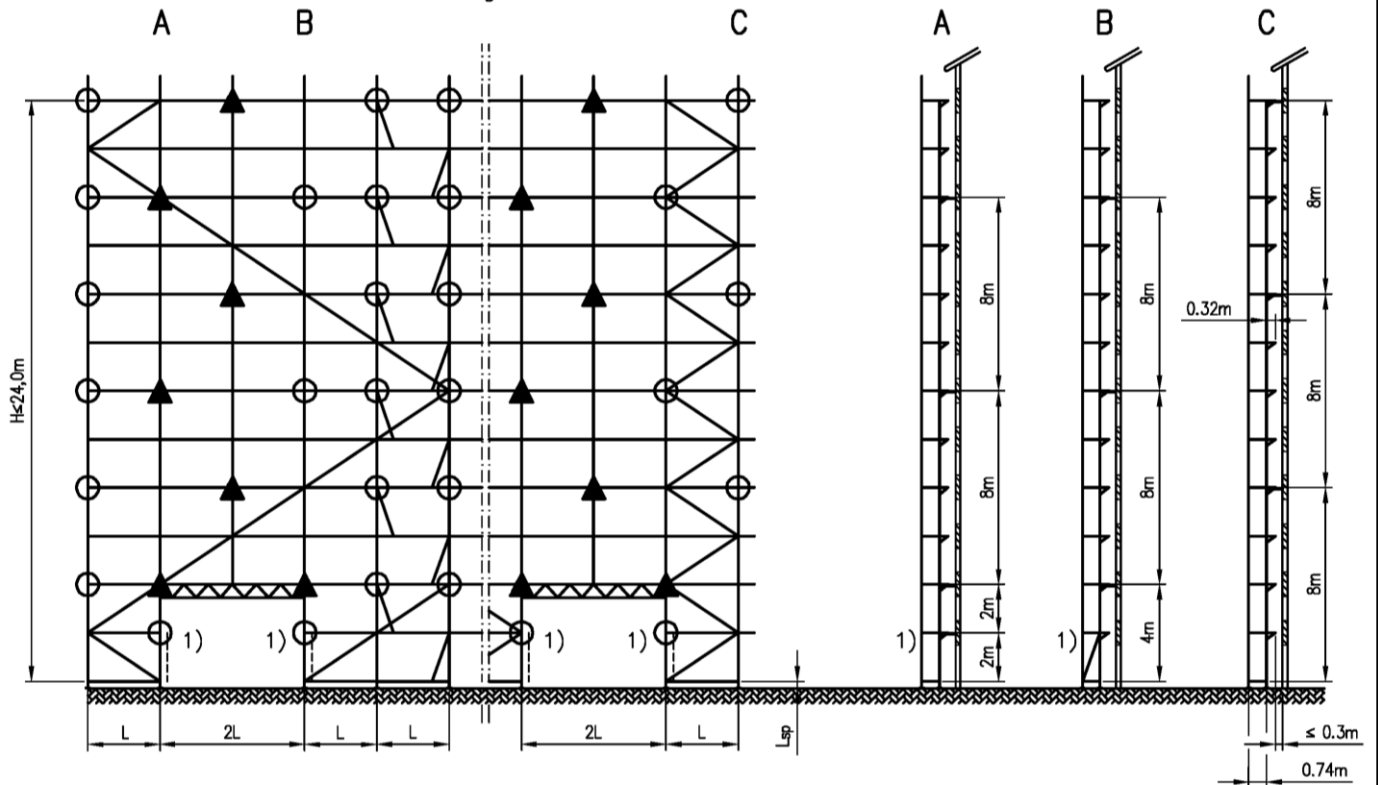 A B C A B C
H≤24,0m
8m 8m 8m
0.32m
8m 8m 8m
2m 4m 8m
2m
1) 1) 1) 1) 1) 1)
L 2L L L 2L L
Lsp
≤ 0.3m
0.74m